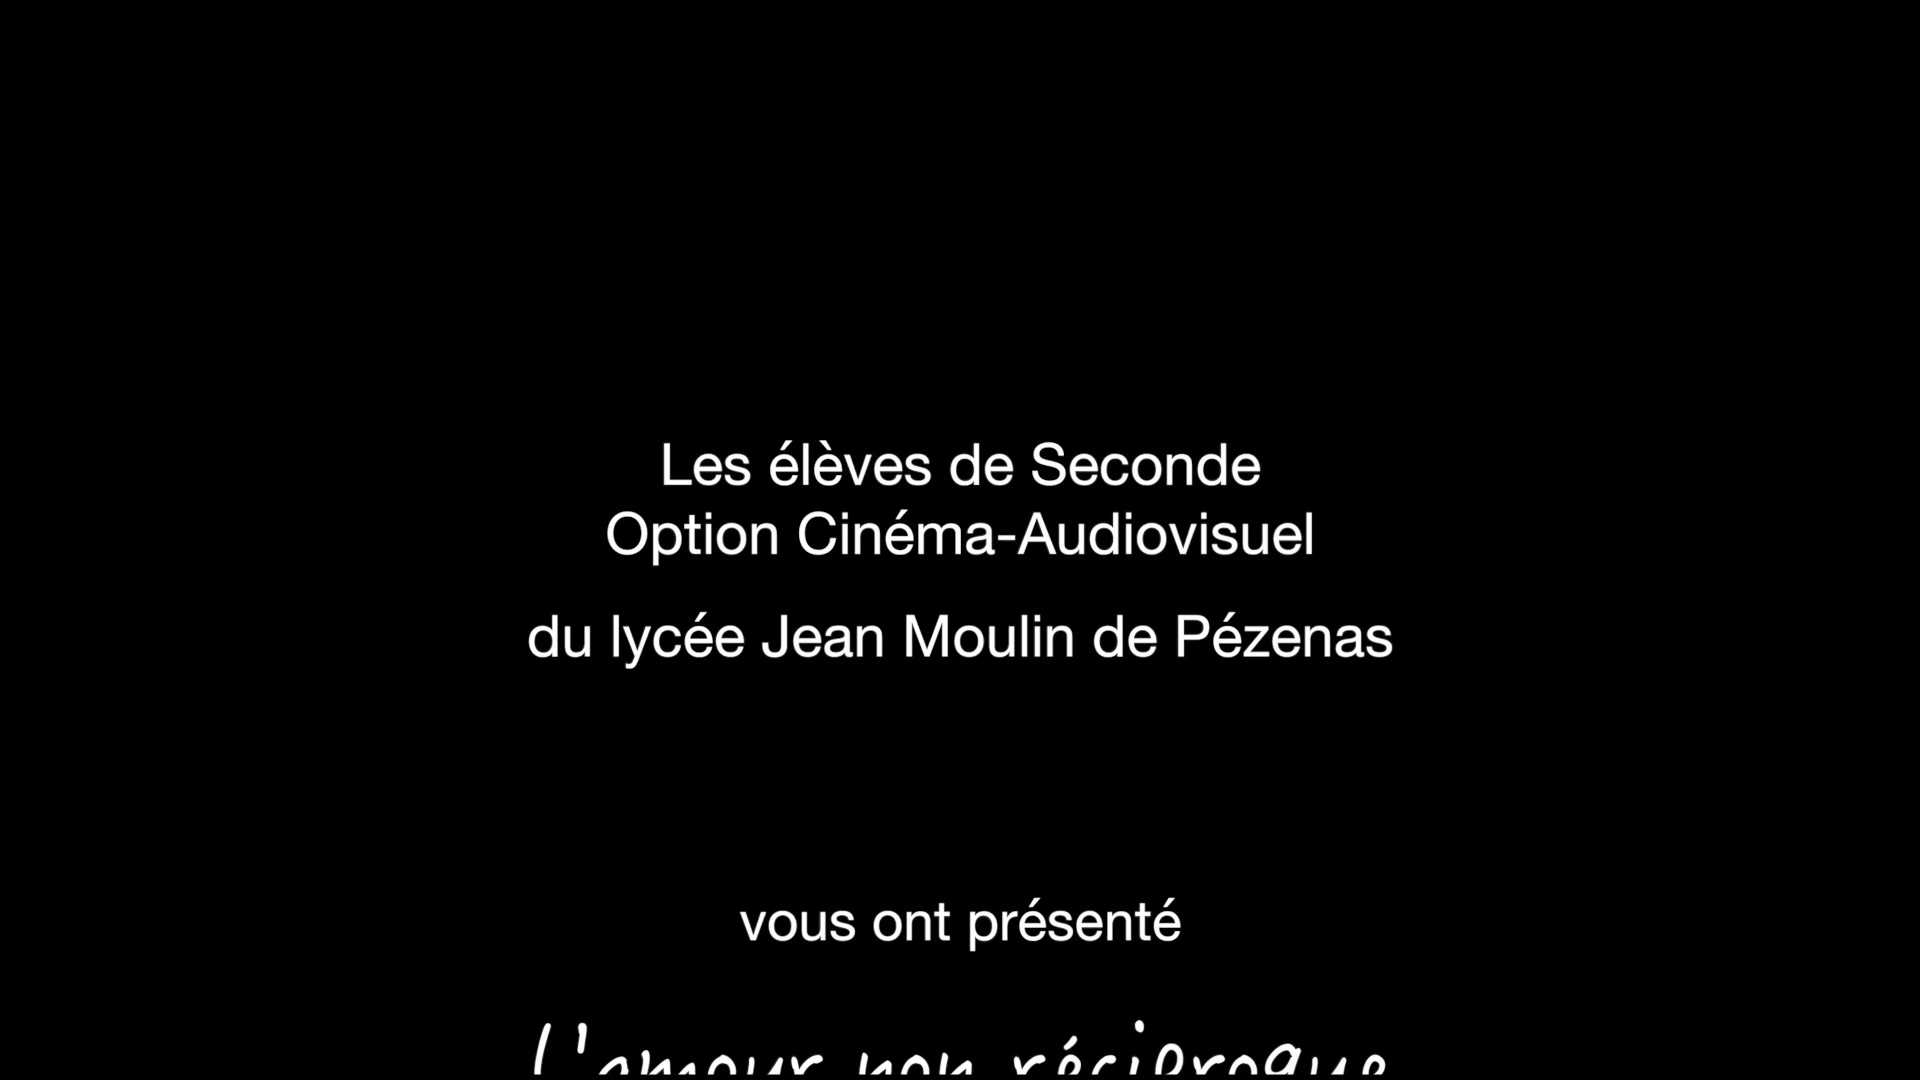 Les élèves de Seconde
Option Cinéma-Audiovisuel
du lycée Jean Moulin de Pézenas
vous ont présenté
L'amour non réciproque